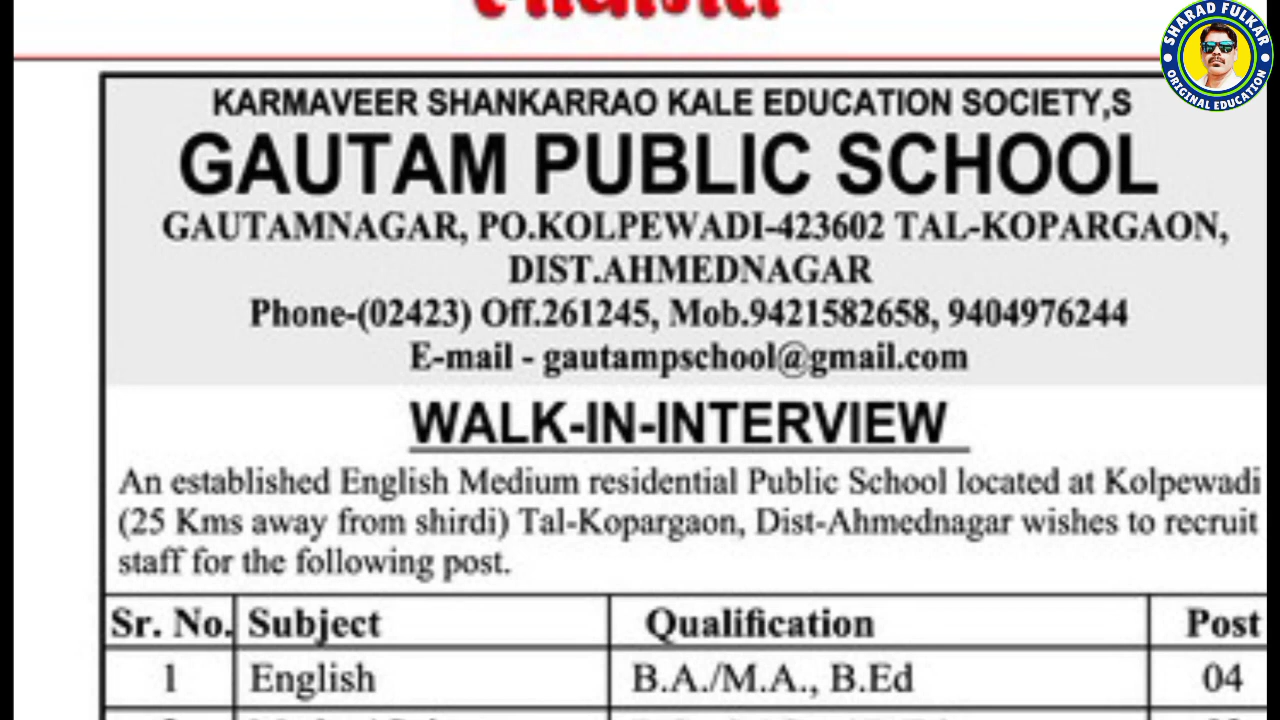 SHARAD FULKAR
ORIGINAL EDUCATION
KARMAVEER SHANKARRAO KALE EDUCATION SOCIETY,S
GAUTAM PUBLIC SCHOOL
GAUTAMNAGAR, PO.KOLPEWADI-423602 TAL-KOPARGAON,
DIST.AHMEDNAGAR
Phone-(02423) Off.261245, Mob.9421582658, 9404976244
E-mail - gautampschool@gmail.com
WALK-IN-INTERVIEW
An established English Medium residential Public School located at Kolpewadi
(25 Kms away from shirdi) Tal-Kopargaon, Dist-Ahmednagar wishes to recruit
staff for the following post.
Sr. No. Subject Qualification Post
1 English B.A./M.A., B.Ed 04